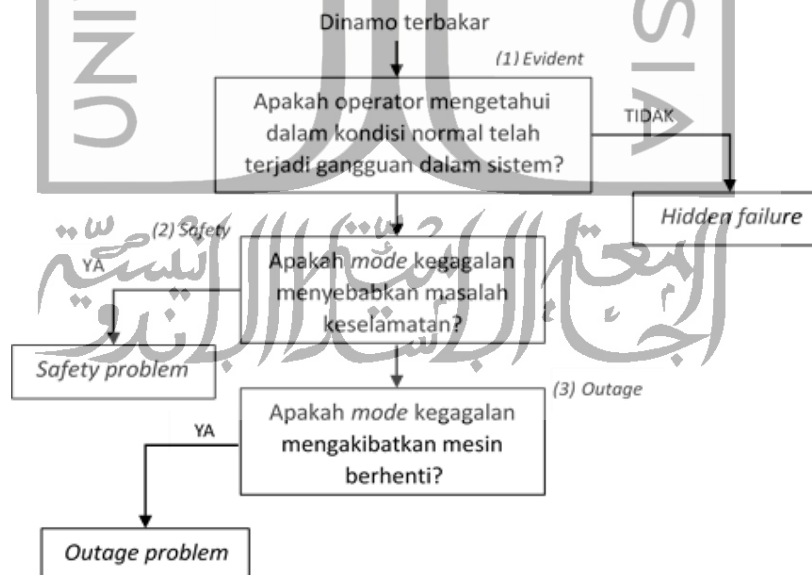 Dinamo terbakar
(1) Evident
Apakah operator mengetahui
dalam kondisi normal telah
terjadi gangguan dalam sistem?
TIDAK
Hidden failure
(2) Safety
Apakah mode kegagalan
menyebabkan masalah
keselamatan?
YA
Safety problem
(3) Outage
Apakah mode kegagalan
mengakibatkan mesin
berhenti?
YA
Outage problem